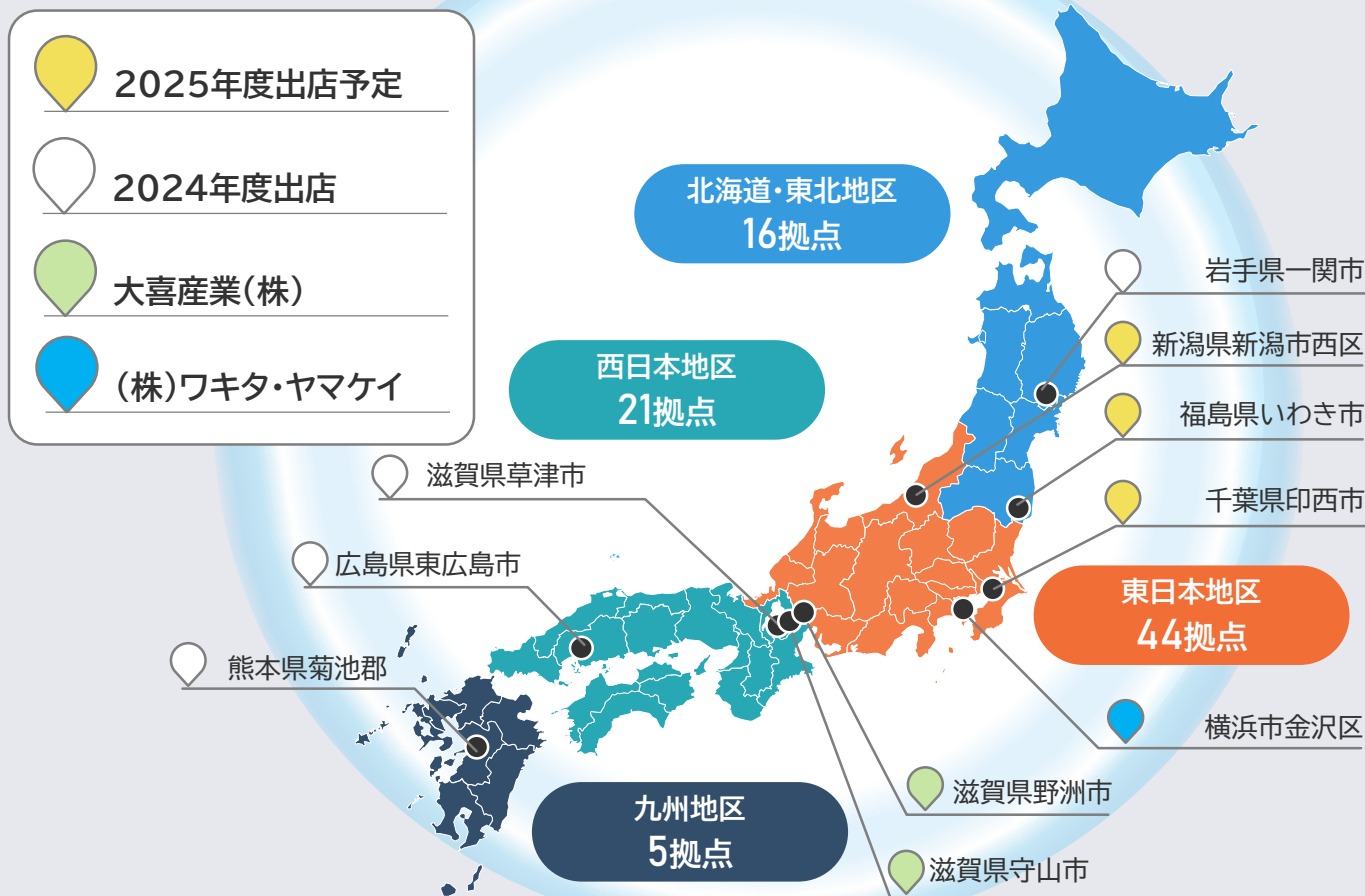 2025年度出店予定
2024年度出店
大喜産業(株)
(株)ワキタ・ヤマケイ
北海道・東北地区
16拠点
西日本地区
21拠点
岩手県一関市
新潟県新潟市西区
福島県いわき市
千葉県印西市
滋賀県草津市
広島県東広島市
熊本県菊池郡
東日本地区
44拠点
横浜市金沢区
滋賀県野洲市
九州地区
5拠点
滋賀県守山市